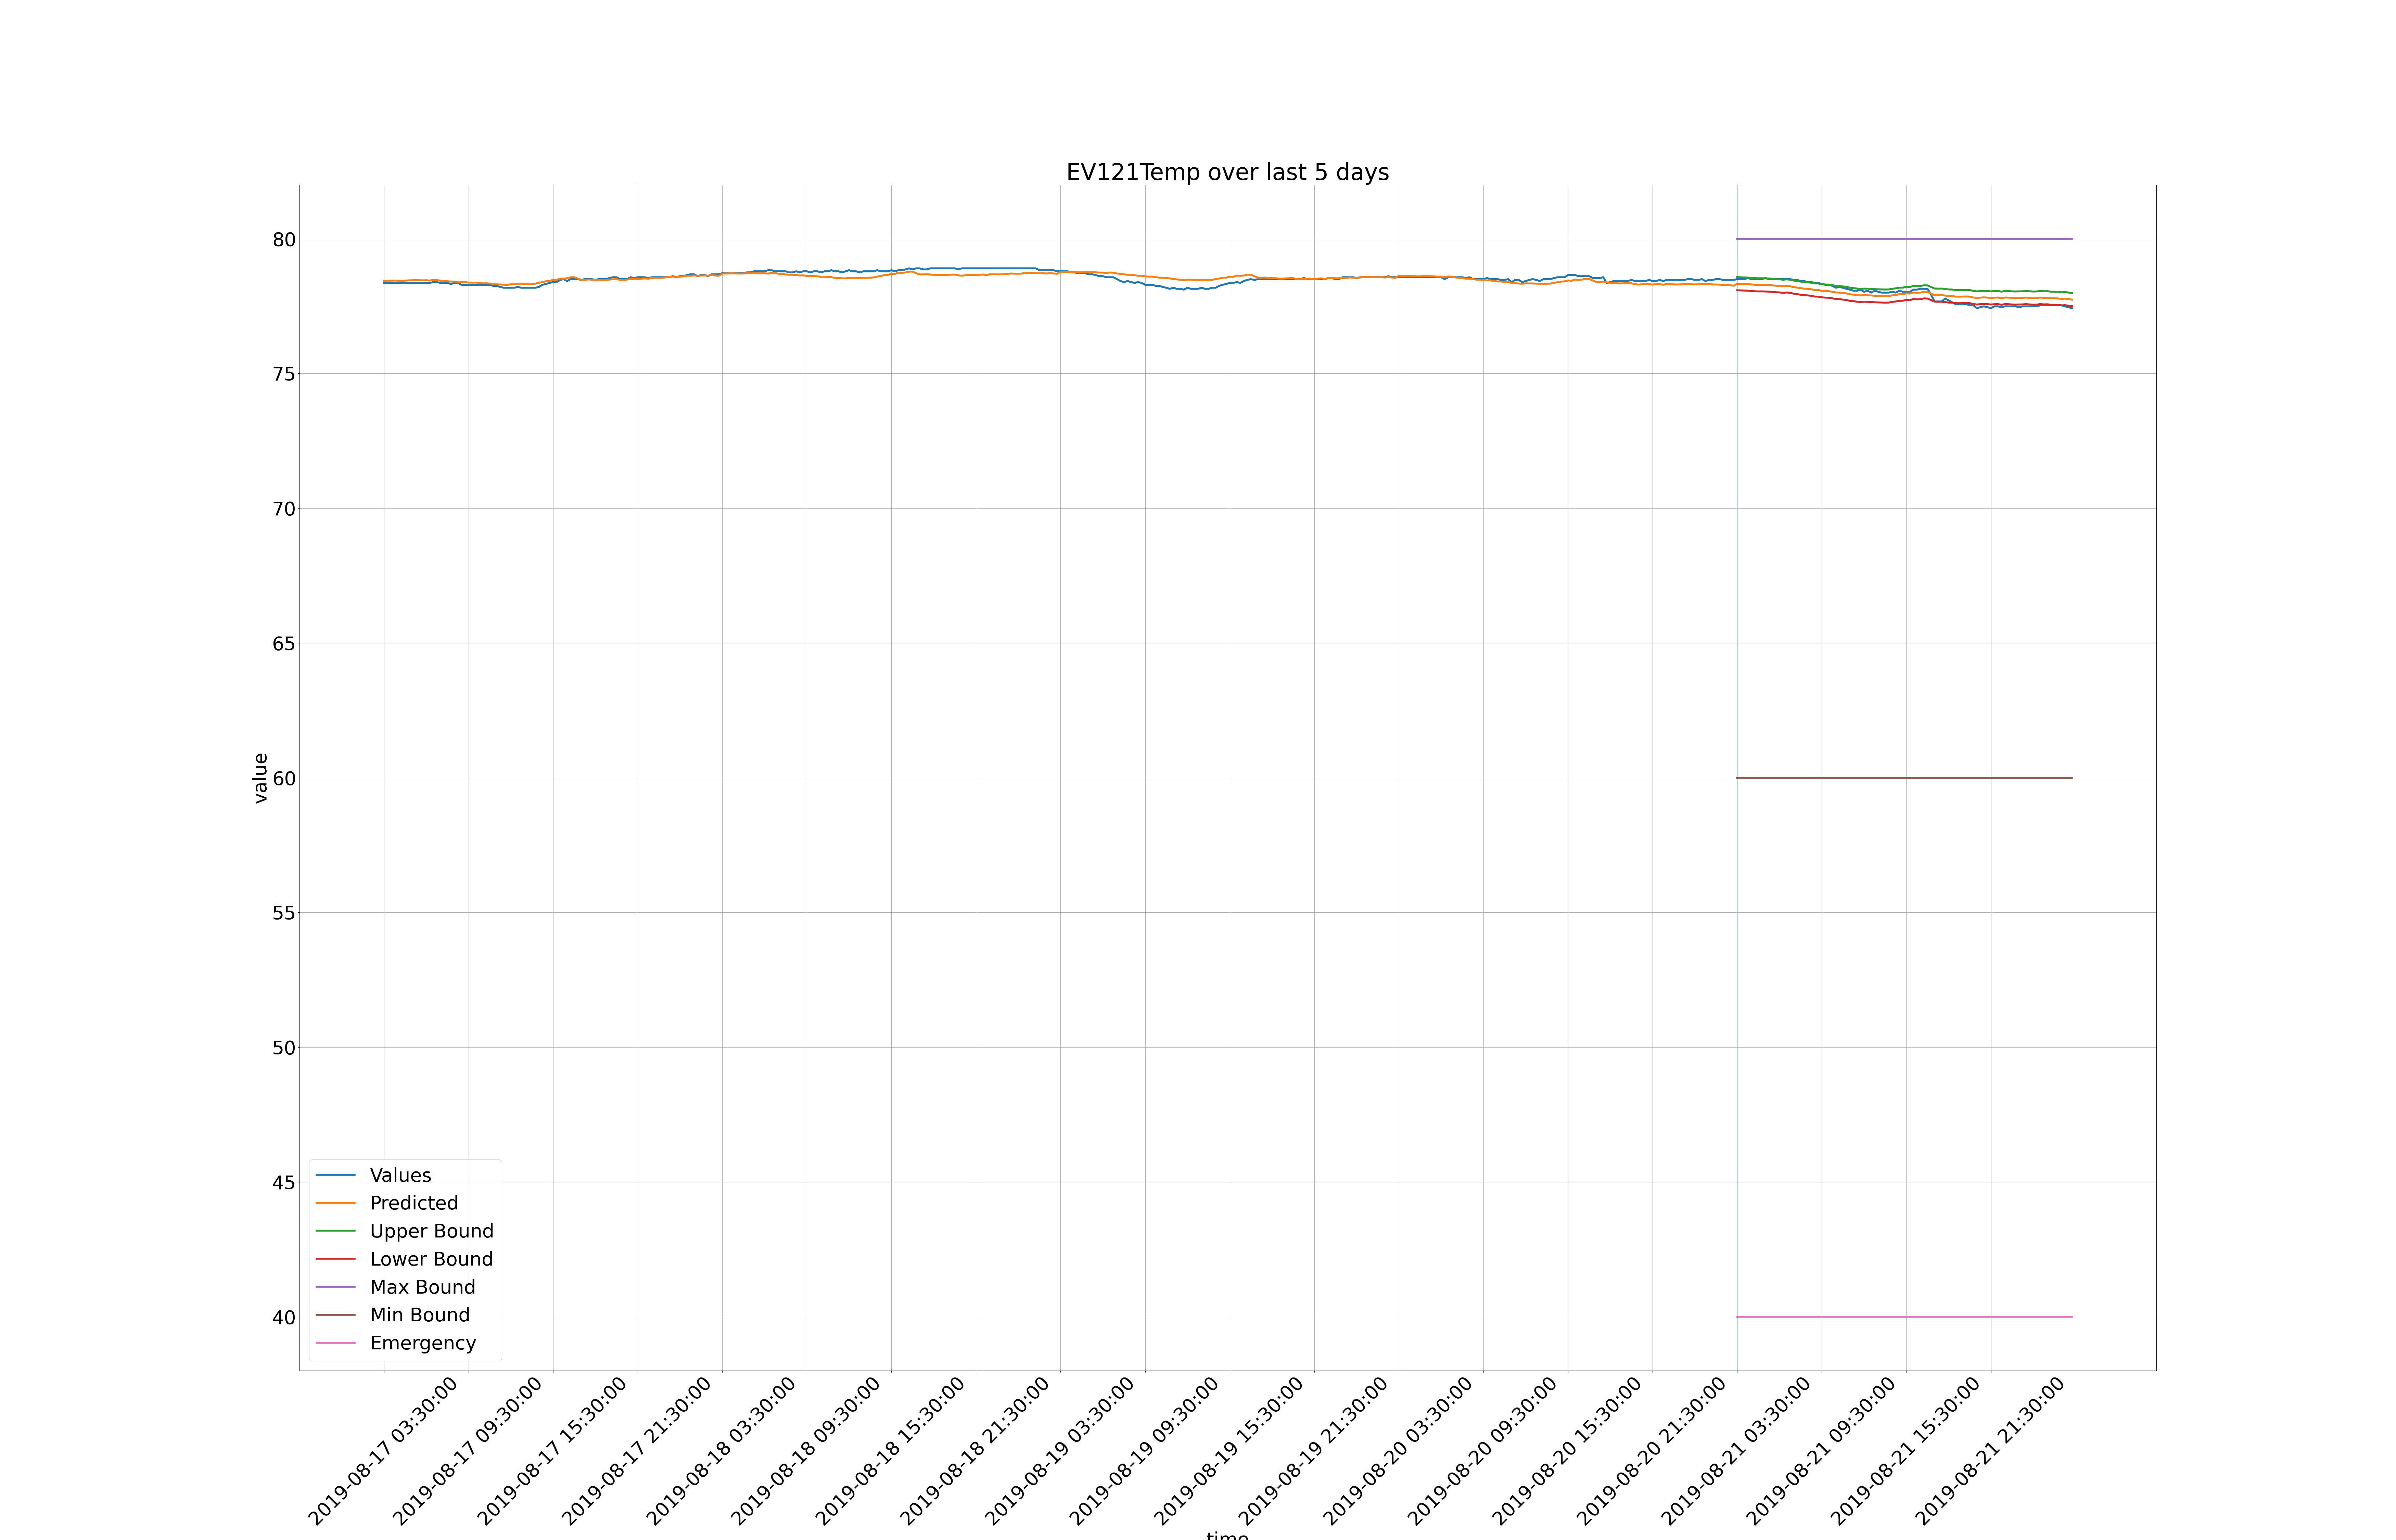 EV121Temp over last 5 days
80
75
70
65
60
55
50
45
40
value
Values
Predicted
Upper Bound
Lower Bound
Max Bound
Min Bound
Emergency
2019-08-17 03:30:00
2019-08-17 09:30:00
2019-08-17 15:30:00
2019-08-17 21:30:00
2019-08-18 03:30:00
2019-08-18 09:30:00
2019-08-18 15:30:00
2019-08-18 21:30:00
2019-08-19 03:30:00
2019-08-19 09:30:00
2019-08-19 15:30:00
2019-08-19 21:30:00
2019-08-20 03:30:00
2019-08-20 09:30:00
2019-08-20 15:30:00
2019-08-20 21:30:00
2019-08-21 03:30:00
2019-08-21 09:30:00
2019-08-21 15:30:00
2019-08-21 21:30:00
time